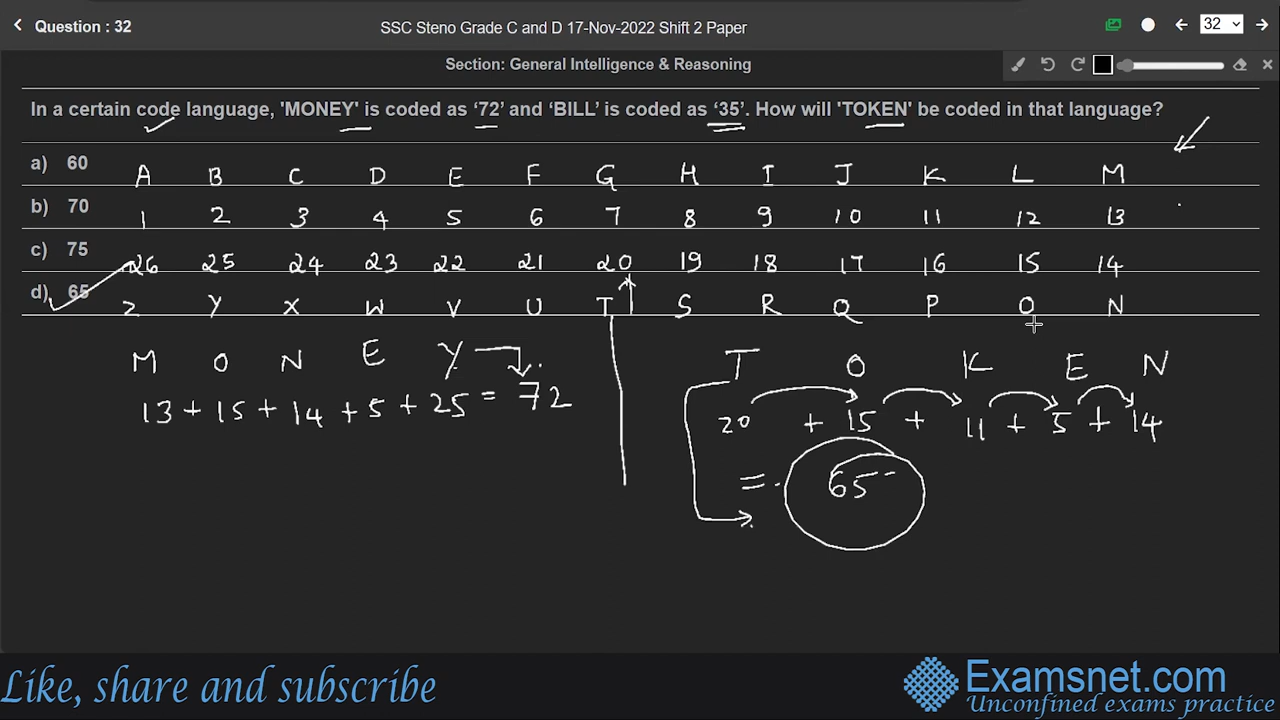 Question : 32
SSC Steno Grade C and D 17-Nov-2022 Shift 2 Paper
32
Section: General Intelligence & Reasoning
In a certain code language, 'MONEY' is coded as ‘72’ and ‘BILL’ is coded as ‘35’. How will 'TOKEN' be coded in that language?
a) 60
A B C D E F G H I J K L M
b) 70
1 2 3 4 5 6 7 8 9 10 11 12 13
c) 75
26 25 24 23 22 21 20 19 18 17 16 15 14
d) 65
Z Y X W V U T S R Q P O N
M O N E Y
13 + 15 + 14 + 5 + 25 = 72
T O K E N
20 + 15 + 11 + 5 + 14
= 65
Like, share and subscribe
Examsnet.com
Unconfined exams practice